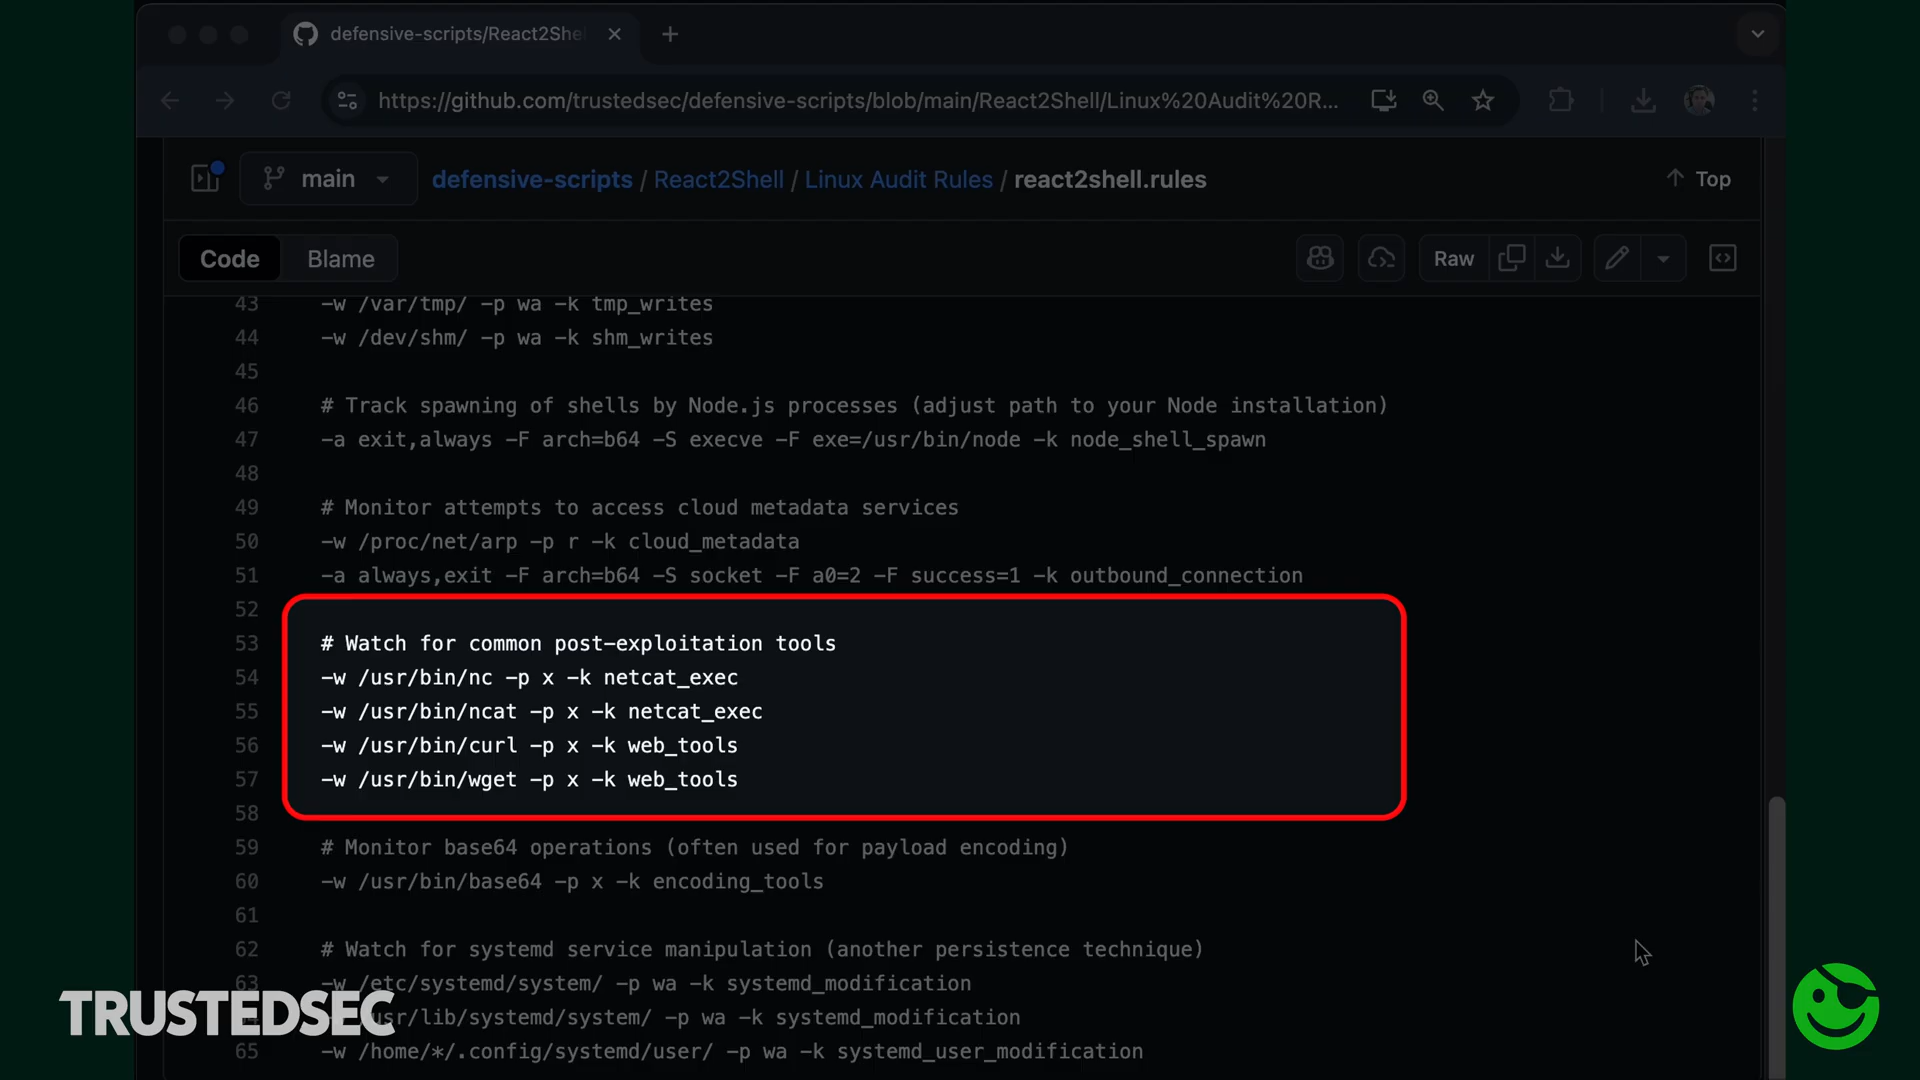 defensive-scripts/React2She
https://github.com/trustedsec/defensive-scripts/blob/main/React2Shell/Linux%20Audit%20R...
main
defensive-scripts / React2Shell / Linux Audit Rules / react2shell.rules
Top
Code
Blame
Raw
43 -w /var/tmp/ -p wa -k tmp_writes
44 -w /dev/shm/ -p wa -k shm_writes
45
46 # Track spawning of shells by Node.js processes (adjust path to your Node installation)
47 -a exit,always -F arch=b64 -S execve -F exe=/usr/bin/node -k node_shell_spawn
48
49 # Monitor attempts to access cloud metadata services
50 -w /proc/net/arp -p r -k cloud_metadata
51 -a always,exit -F arch=b64 -S socket -F a0=2 -F success=1 -k outbound_connection
52
53 # Watch for common post-exploitation tools
54 -w /usr/bin/nc -p x -k netcat_exec
55 -w /usr/bin/ncat -p x -k netcat_exec
56 -w /usr/bin/curl -p x -k web_tools
57 -w /usr/bin/wget -p x -k web_tools
58
59 # Monitor base64 operations (often used for payload encoding)
60 -w /usr/bin/base64 -p x -k encoding_tools
61
62 # Watch for systemd service manipulation (another persistence technique)
63 -w /etc/systemd/system/ -p wa -k systemd_modification
usr/lib/systemd/system/ -p wa -k systemd_modification
65 -w /home/*/.config/systemd/user/ -p wa -k systemd_user_modification
TRUSTEDSEC